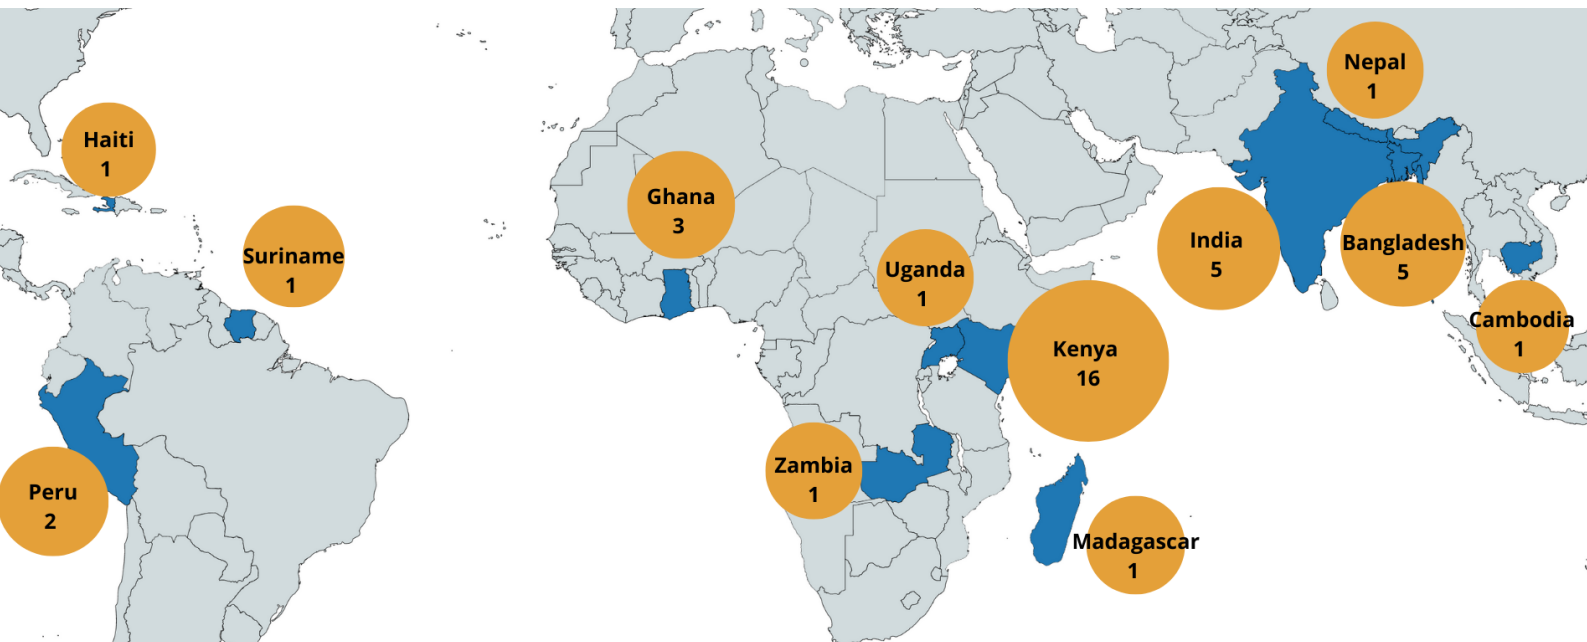 Haiti
1
Suriname
1
Peru
2
Ghana
3
Uganda
1
Kenya
16
Zambia
1
Madagascar
1
Nepal
1
India
5
Bangladesh
5
Cambodia
1